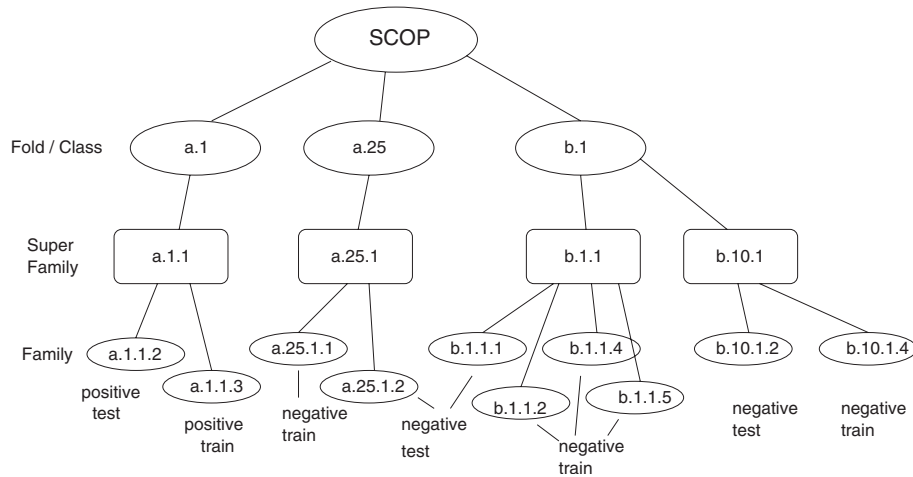 SCOP
Fold / Class
a.1
a.25
b.1
Super
Family
a.1.1
a.25.1
b.1.1
b.10.1
Family
a.1.1.2
a.1.1.3
a.25.1.1
a.25.1.2
b.1.1.1
b.1.1.2
b.1.1.4
b.1.1.5
b.10.1.2
b.10.1.4
positive
test
positive
train
negative
train
negative
test
negative
train
negative
test
negative
train